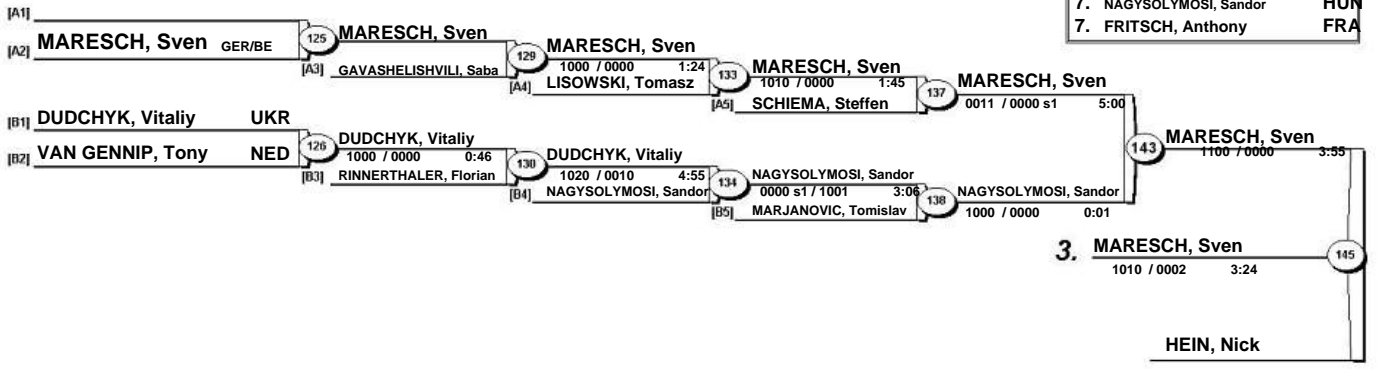 7. NAGYSOLYMOSI, Sandor HUN
7. FRITSCH, Anthony FRA
[A1]
[A2] MARESCH, Sven GER/BE
125
MARESCH, Sven
[A3] GAVASHELISHVILI, Saba
129
MARESCH, Sven
1000 / 0000 1:24
[A4] LISOWSKI, Tomasz
133
MARESCH, Sven
1010 / 0000 1:45
[A5] SCHIEMA, Steffen
137
MARESCH, Sven
0011 / 0000 s1 5:00
[B1] DUDCHYK, Vitaliy UKR
[B2] VAN GENNIP, Tony NED
126
DUDCHYK, Vitaliy
1000 / 0000 0:46
[B3] RINNERTHALER, Florian
130
DUDCHYK, Vitaliy
1020 / 0010 4:55
[B4] NAGYSOLYMOSI, Sandor
134
NAGYSOLYMOSI, Sandor
0000 s1 / 1001 3:06
[B5] MARJANOVIC, Tomislav
138
NAGYSOLYMOSI, Sandor
1000 / 0000 0:01
143
MARESCH, Sven
1100 / 0000 3:55
3. MARESCH, Sven
1010 / 0002 3:24
145
HEIN, Nick